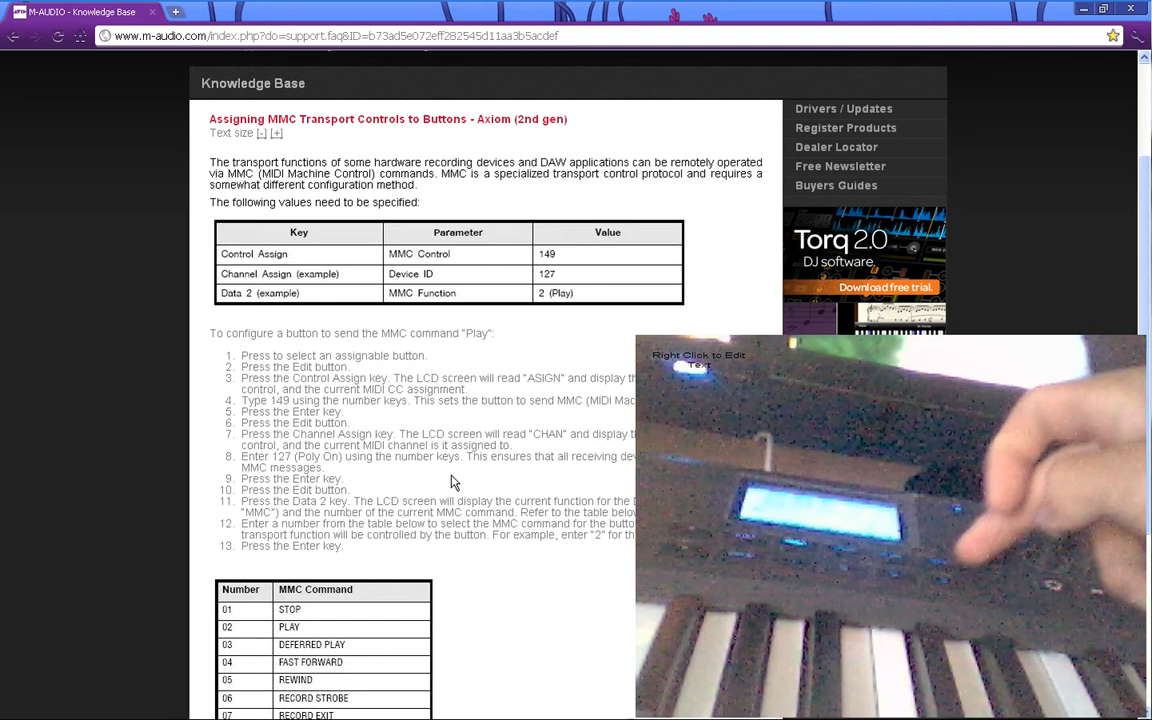 M-AUDIO - Knowledge Base
www.m-audio.com/index.php?do=support.faq&ID=b73ad5e072eff282545d11aa3b5acdef
Knowledge Base
Assigning MMC Transport Controls to Buttons - Axiom (2nd gen)
Text size [-] [+]
The transport functions of some hardware recording devices and DAW applications can be remotely operated
via MMC (MIDI Machine Control) commands. MMC is a specialized transport control protocol and requires a
somewhat different configuration method.
The following values need to be specified:
Key Parameter Value
Control Assign MMC Control 149
Channel Assign (example) Device ID 127
Data 2 (example) MMC Function 2 (Play)
To configure a button to send the MMC command "Play":
1. Press to select an assignable button.
2. Press the Edit button.
3. Press the Control Assign key. The LCD screen will read "ASIGN" and display th
control, and the current MIDI CC assignment.
4. Type 149 using the number keys. This sets the button to send MMC (MIDI Mac
5. Press the Enter key.
6. Press the Edit button.
7. Press the Channel Assign key. The LCD screen will read "CHAN" and display th
control, and the current MIDI channel is it assigned to.
8. Enter 127 (Poly On) using the number keys. This ensures that all receiving dev
MMC messages.
9. Press the Enter key.
10. Press the Edit button.
11. Press the Data 2 key. The LCD screen will display the current function for the D
"MMC") and the number of the current MMC command. Refer to the table below
12. Enter a number from the table below to select the MMC command for the butto
transport function will be controlled by the button. For example, enter "2" for th
13. Press the Enter key.
Number MMC Command
01 STOP
02 PLAY
03 DEFERRED PLAY
04 FAST FORWARD
05 REWIND
06 RECORD STROBE
07 RECORD EXIT
Drivers / Updates
Register Products
Dealer Locator
Free Newsletter
Buyers Guides
Torq 2.0
DJ software.
Download free trial.
Right Click to Edit
Text